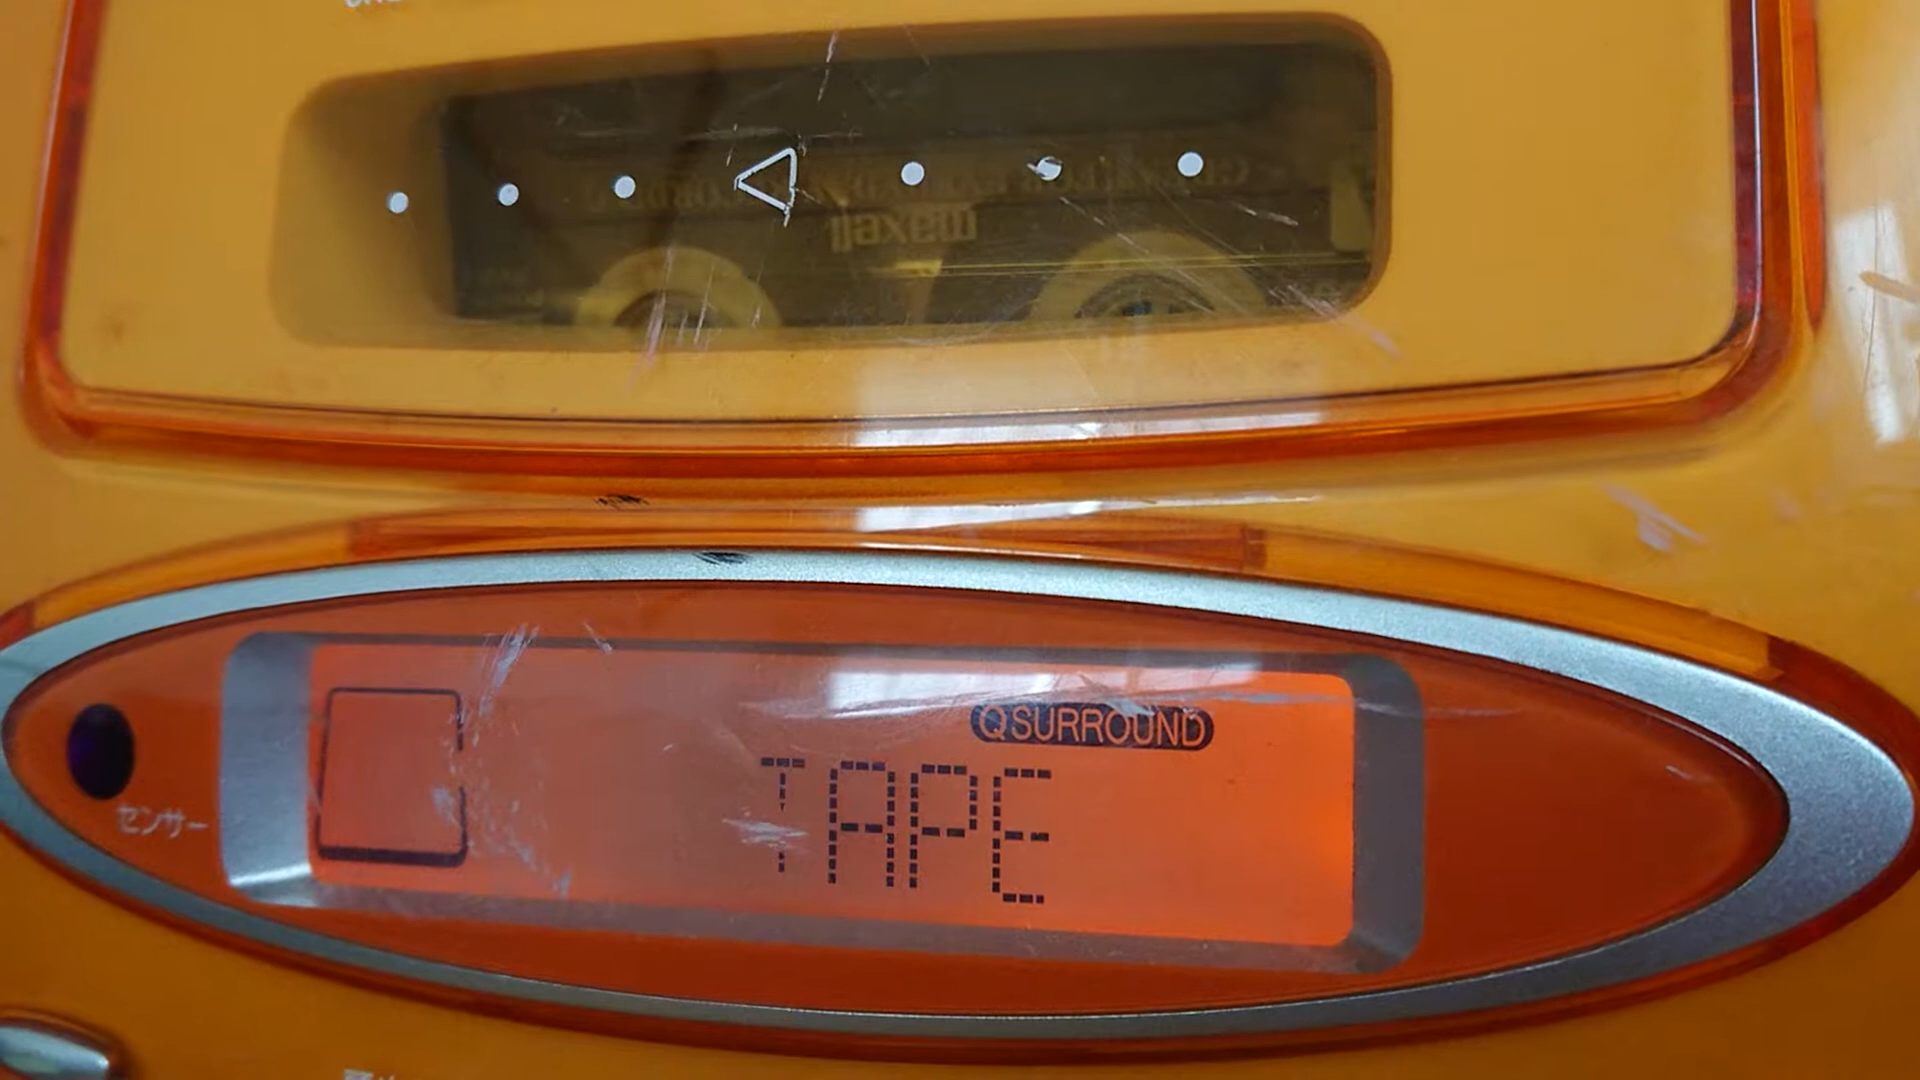 maxell
QSURROUND
TAPE
センサー